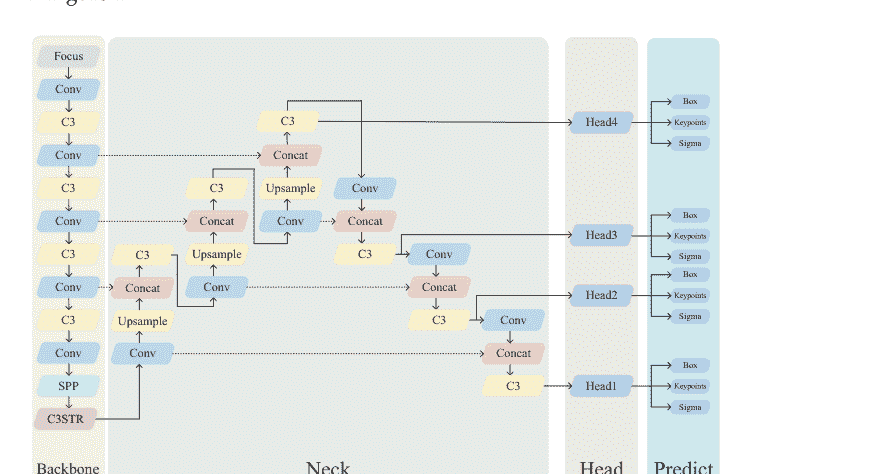 Focus
Conv
C3
Conv
C3
Conv
C3
Conv
C3
Conv
SPP
C3STR
Backbone
C3
Concat
Upsample
Conv
C3
Concat
Upsample
Conv
C3
Concat
Upsample
Conv
Conv
Concat
C3
Conv
Concat
C3
Conv
Concat
C3
Neck
Head4
Head3
Head2
Head1
Head
Box
Keypoints
Sigma
Box
Keypoints
Sigma
Box
Keypoints
Sigma
Box
Keypoints
Sigma
Predict